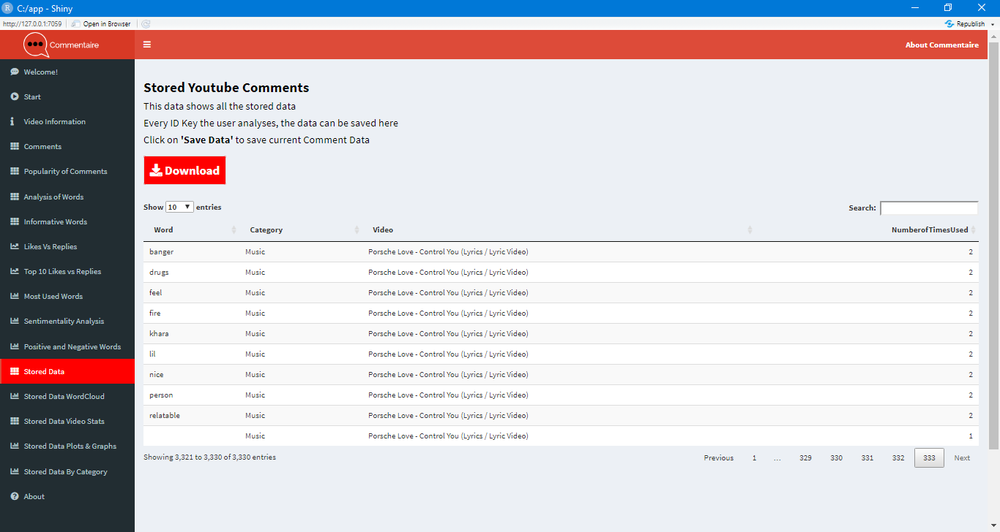 C:/app - Shiny
http://127.0.0.1:7059 Open in Browser Republish
Commentaire About Commentaire
Welcome!
Start
Video Information
Comments
Popularity of Comments
Analysis of Words
Informative Words
Likes Vs Replies
Top 10 Likes vs Replies
Most Used Words
Sentimentality Analysis
Positive and Negative Words
Stored Data
Stored Data WordCloud
Stored Data Video Stats
Stored Data Plots & Graphs
Stored Data By Category
About
Stored Youtube Comments
This data shows all the stored data
Every ID Key the user analyses, the data can be saved here
Click on 'Save Data' to save current Comment Data
Download
Show 10 entries Search:
Word Category Video NumberofTimesUsed
banger Music Porsche Love - Control You (Lyrics / Lyric Video) 2
drugs Music Porsche Love - Control You (Lyrics / Lyric Video) 2
feel Music Porsche Love - Control You (Lyrics / Lyric Video) 2
fire Music Porsche Love - Control You (Lyrics / Lyric Video) 2
khara Music Porsche Love - Control You (Lyrics / Lyric Video) 2
lil Music Porsche Love - Control You (Lyrics / Lyric Video) 2
nice Music Porsche Love - Control You (Lyrics / Lyric Video) 2
person Music Porsche Love - Control You (Lyrics / Lyric Video) 2
relatable Music Porsche Love - Control You (Lyrics / Lyric Video) 2
Music Porsche Love - Control You (Lyrics / Lyric Video) 1
Showing 3,321 to 3,330 of 3,330 entries Previous 1 ... 329 330 331 332 333 Next